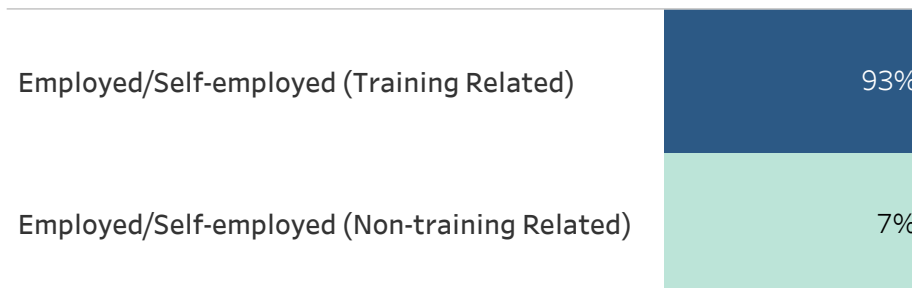 Employed/Self-employed (Training Related) 93%
Employed/Self-employed (Non-training Related) 7%